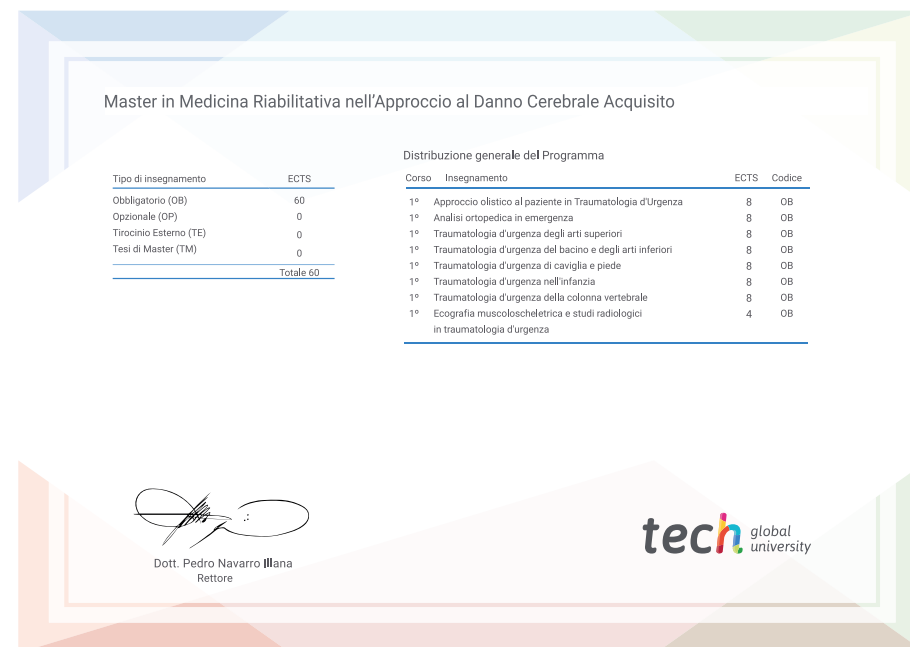 Master in Medicina Riabilitativa nell'Approccio al Danno Cerebrale Acquisito
Tipo di insegnamento ECTS
Obbligatorio (OB) 60
Opzionale (OP) 0
Tirocinio Esterno (TE) 0
Tesi di Master (TM) 0
Totale 60
Distribuzione generale del Programma
Corso Insegnamento ECTS Codice
1º Approccio olistico al paziente in Traumatologia d'Urgenza 8 OB
1º Analisi ortopedica in emergenza 8 OB
1º Traumatologia d'urgenza degli arti superiori 8 OB
1º Traumatologia d'urgenza del bacino e degli arti inferiori 8 OB
1º Traumatologia d'urgenza di caviglia e piede 8 OB
1º Traumatologia d'urgenza nell'infanzia 8 OB
1º Traumatologia d'urgenza della colonna vertebrale 8 OB
1º Ecografia muscoloscheletrica e studi radiologici 4 OB
in traumatologia d'urgenza
Dott. Pedro Navarro Illana
Rettore
tech global
university